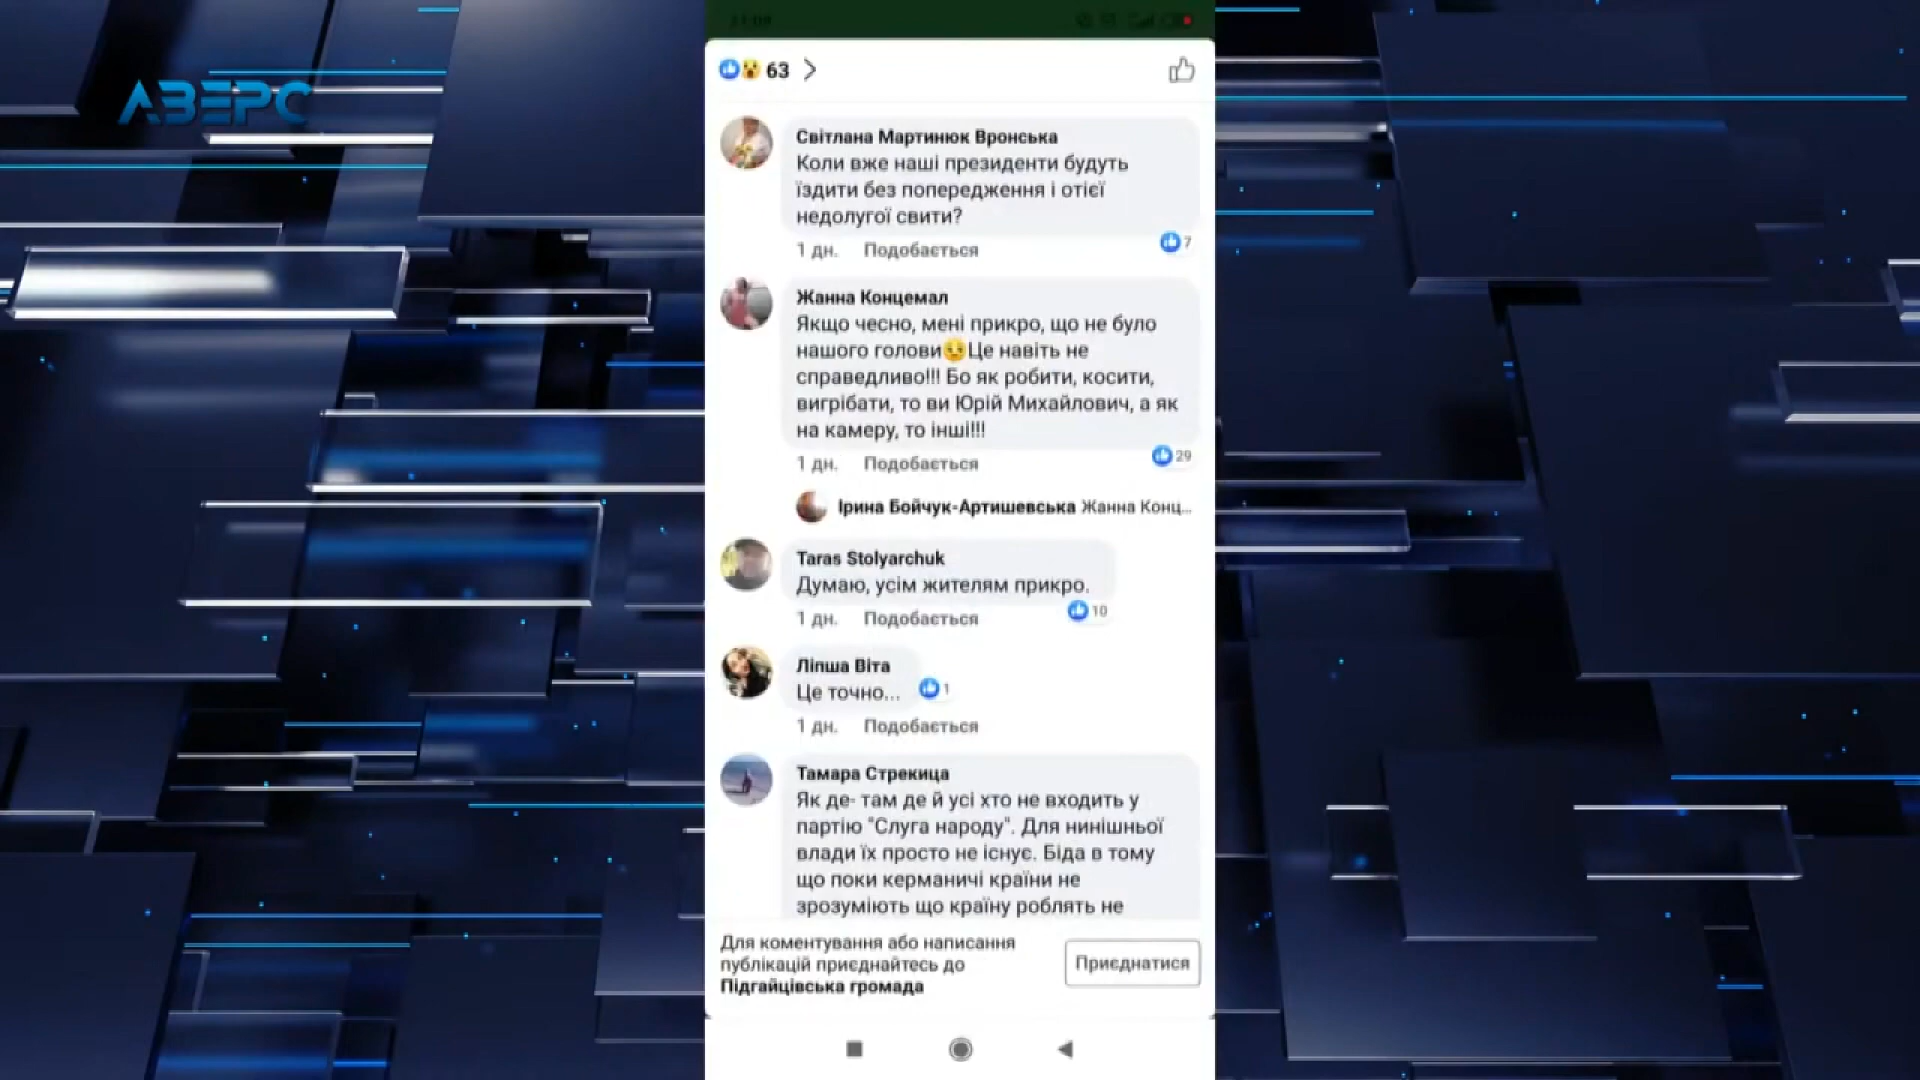 АВЕРС
63
Світлана Мартинюк Вронська
Коли вже наші президенти будуть
їздити без попередження і отієї
недолугої свити?
1 дн. Подобається 7
Жанна Концемал
Якщо чесно, мені прикро, що не було
нашого голови😟Це навіть не
справедливо!!! Бо як робити, косити,
вигрібати, то ви Юрій Михайлович, а як
на камеру, то інші!!!
1 дн. Подобається 29
Ірина Бойчук-Артишевська Жанна Конц...
Taras Stolyarchuk
Думаю, усім жителям прикро.
1 дн. Подобається 10
Ліпша Віта
Це точно... 1
1 дн. Подобається
Тамара Стрекица
Як де- там де й усі хто не входить у
партію "Слуга народу". Для нинішньої
влади їх просто не існує. Біда в тому
що поки керманичі країни не
зрозуміють що країну роблять не
Для коментування або написання
публікацій приєднайтесь до
Підгайцівська громада
Приєднатися